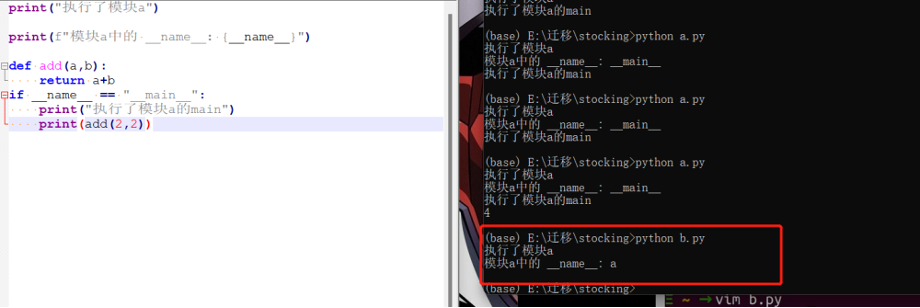 print("执行了模块a")
print(f"模块a中的 __name__: {__name__}")
def add(a,b):
return a+b
if __name__ == "__main__":
print("执行了模块a的main")
print(add(2,2))
执行了模块a的main
(base) E:\迁移\stocking>python a.py
执行了模块a
模块a中的 __name__: __main__
执行了模块a的main
(base) E:\迁移\stocking>python a.py
执行了模块a
模块a中的 __name__: __main__
执行了模块a的main
(base) E:\迁移\stocking>python a.py
执行了模块a
模块a中的 __name__: __main__
执行了模块a的main
4
(base) E:\迁移\stocking>python b.py
执行了模块a
模块a中的 __name__: a
(base) E:\迁移\stocking>
~ → vim b.py